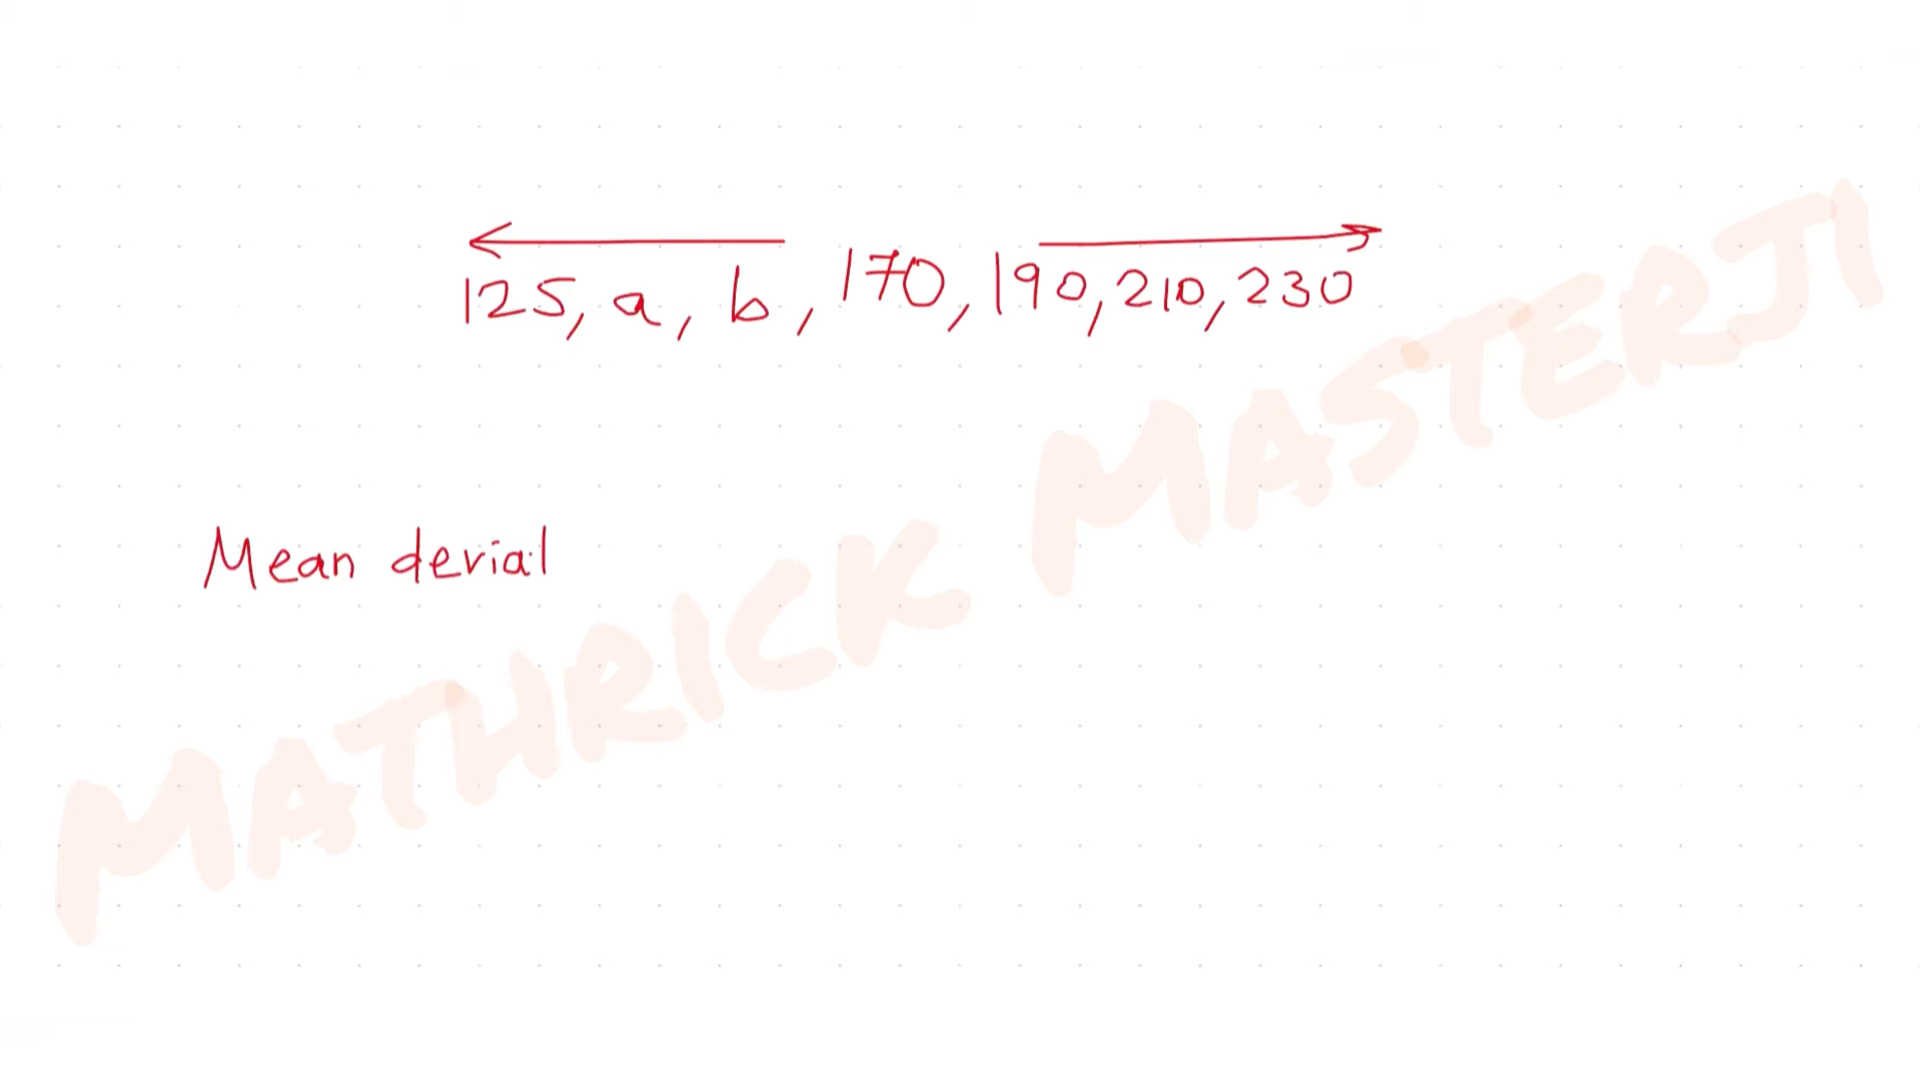 125, a, b, 170, 190, 210, 230
Mean devial
MATHRICK MASTERJI